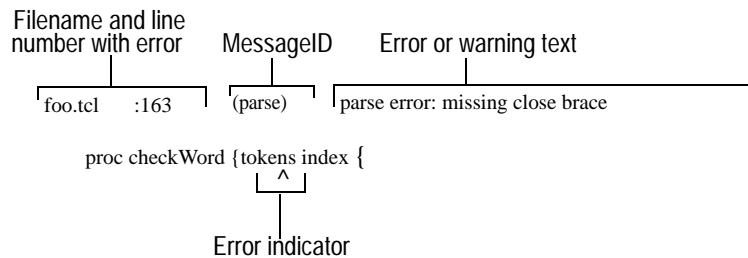 Filename and line
number with error
MessageID
Error or warning text
foo.tcl :163 (parse) parse error: missing close brace
proc checkWord {tokens index {
^
Error indicator